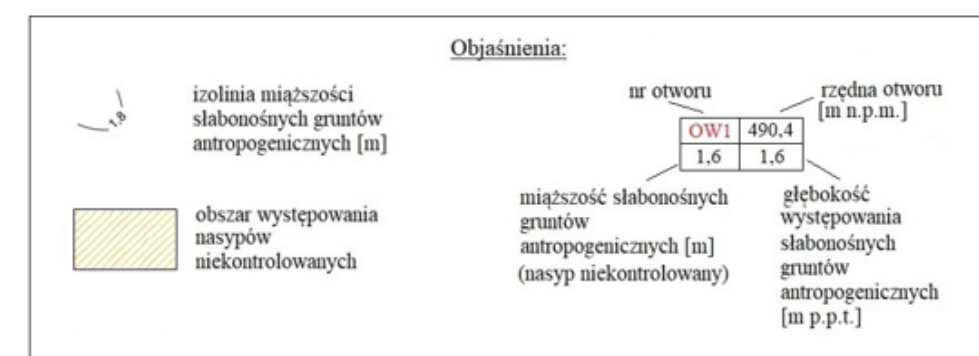 Objaśnienia:
1,8
izolinia miąższości
słabonośnych gruntów
antropogenicznych [m]
obszar występowania
nasypów
niekontrolowanych
nr otworu
rzędna otworu
[m n.p.m.]
OW1 490,4
1,6 1,6
miąższość słabonośnych
gruntów
antropogenicznych [m]
(nasyp niekontrolowany)
głębokość
występowania
słabonośnych
gruntów
antropogenicznych
[m p.p.t.]